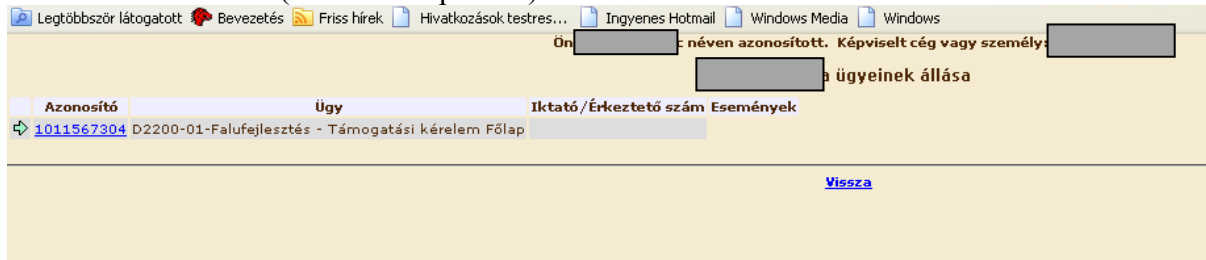 Legtöbbször látogatott Bevezetés Friss hírek Hivatkozások testres... Ingyenes Hotmail Windows Media Windows
Ön néven azonosított. Képviselt cég vagy személy:
ügyeinek állása
Azonosító Ügy Iktató/Érkeztető szám Események
1011567304 D2200-01-Falufejlesztés - Támogatási kérelem Főlap
Vissza